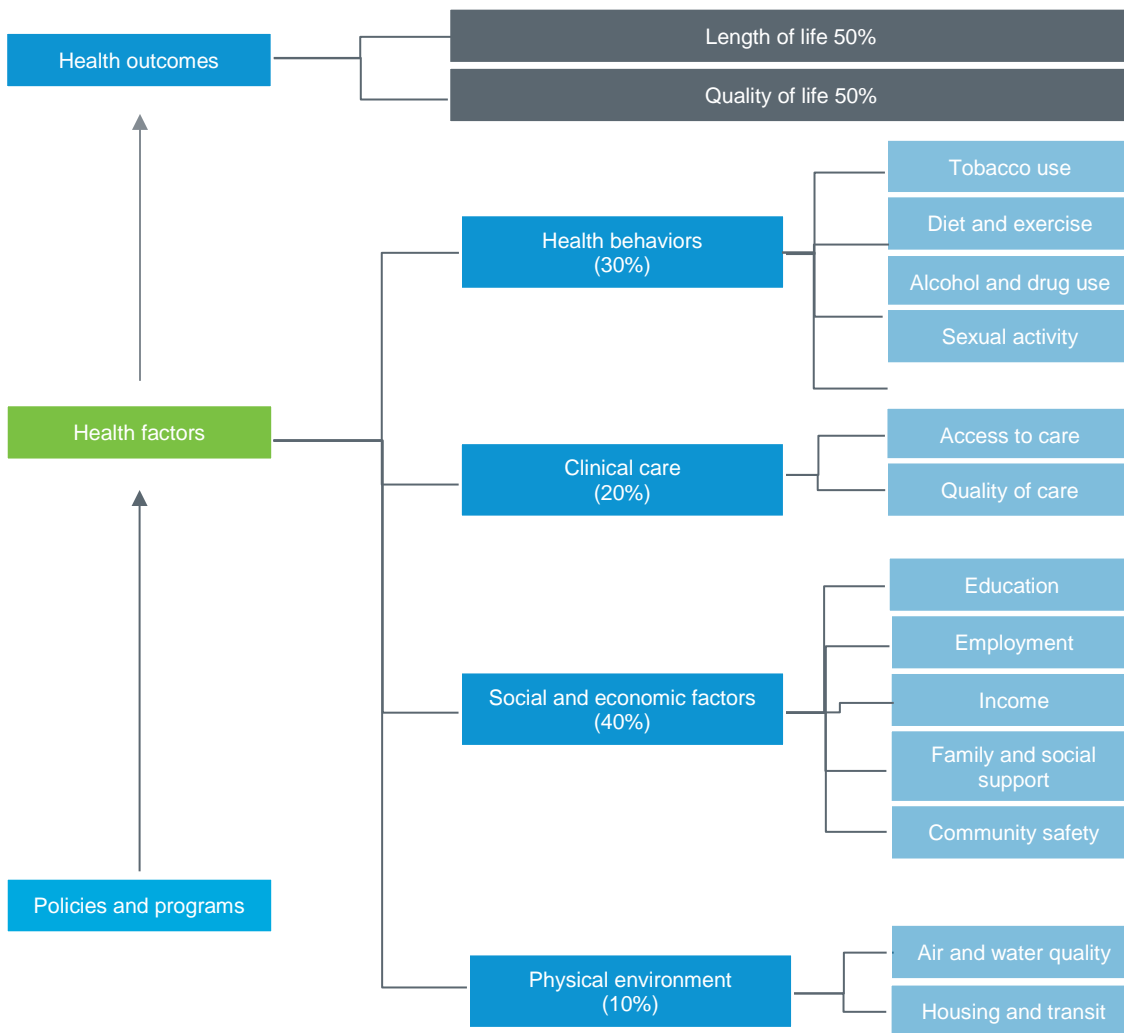 Health outcomes
Length of life 50%
Quality of life 50%
Health factors
Policies and programs
Health behaviors
(30%)
Tobacco use
Diet and exercise
Alcohol and drug use
Sexual activity
Clinical care
(20%)
Access to care
Quality of care
Social and economic factors
(40%)
Education
Employment
Income
Family and social
support
Community safety
Physical environment
(10%)
Air and water quality
Housing and transit